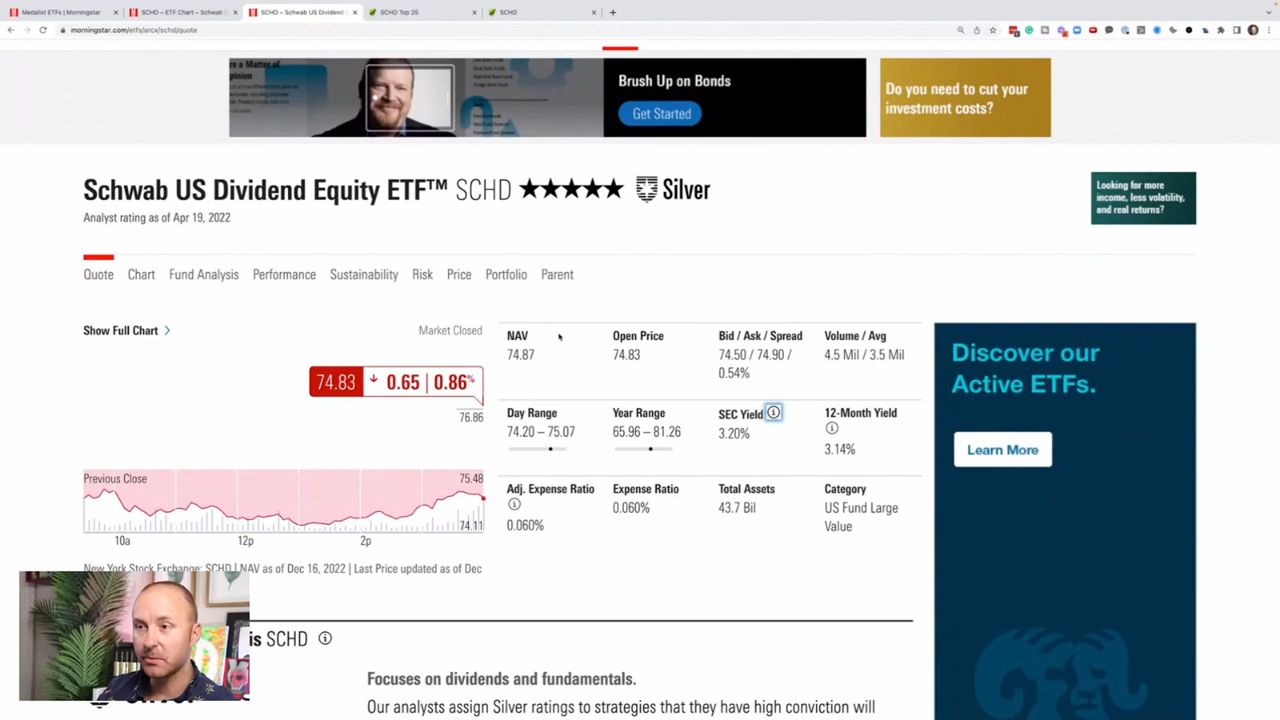 Medalist ETFs | Morningstar
SCHD – ETF Chart – Schwab
SCHD – Schwab US Dividend
SCHD Top 25
SCHD
morningstar.com/etfs/arcx/schd/quote
are a Matter of
pinion
Brush Up on Bonds
Get Started
Do you need to cut your
investment costs?
Schwab US Dividend Equity ETF™ SCHD ★★★★★ Silver
Analyst rating as of Apr 19, 2022
Looking for more
income, less volatility,
and real returns?
Quote Chart Fund Analysis Performance Sustainability Risk Price Portfolio Parent
Show Full Chart
Market Closed
74.83 0.65 | 0.86%
76.86
Previous Close
75.48
74.11
10a 12p 2p
New York Stock Exchange: SCHD | NAV as of Dec 16, 2022 | Last Price updated as of Dec
NAV
74.87
Open Price
74.83
Bid / Ask / Spread
74.50 / 74.90 /
0.54%
Volume / Avg
4.5 Mil / 3.5 Mil
Day Range
74.20 – 75.07
Year Range
65.96 – 81.26
SEC Yield
3.20%
12-Month Yield
3.14%
Adj. Expense Ratio
0.060%
Expense Ratio
0.060%
Total Assets
43.7 Bil
Category
US Fund Large
Value
Discover our
Active ETFs.
Learn More
is SCHD
Focuses on dividends and fundamentals.
Our analysts assign Silver ratings to strategies that they have high conviction will